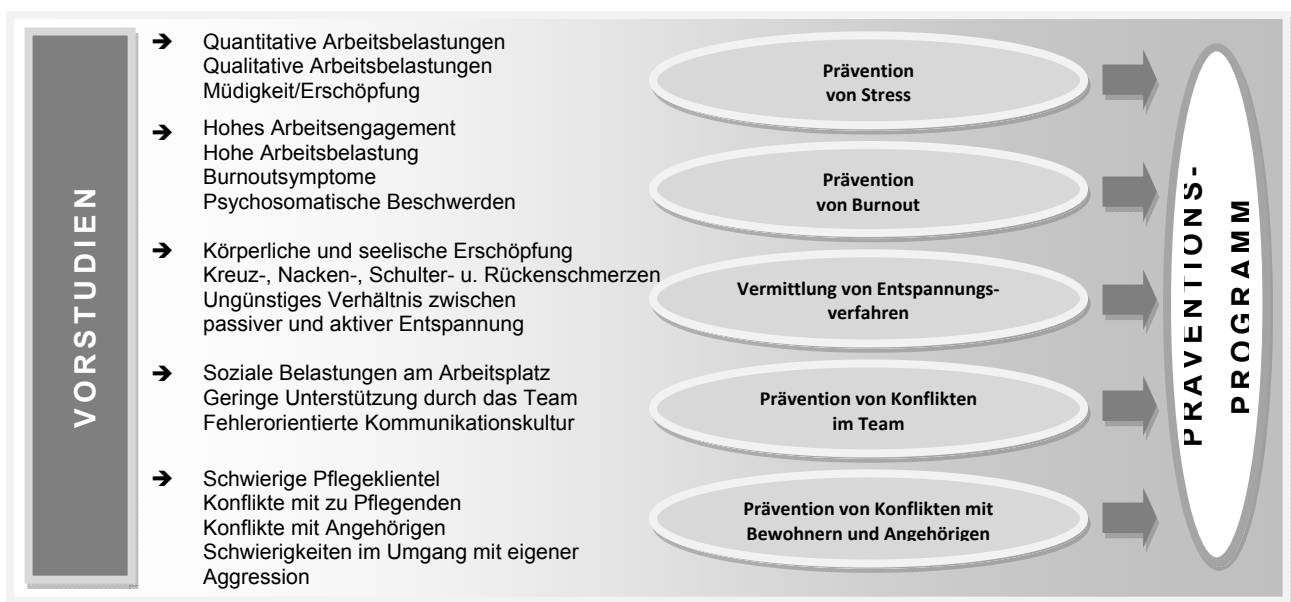 VORSTUDIEN
➔ Quantitative Arbeitsbelastungen
Qualitative Arbeitsbelastungen
Müdigkeit/Erschöpfung
Prävention
von Stress
➔ Hohes Arbeitsengagement
Hohe Arbeitsbelastung
Burnoutsymptome
Psychosomatische Beschwerden
Prävention
von Burnout
➔ Körperliche und seelische Erschöpfung
Kreuz-, Nacken-, Schulter- u. Rückenschmerzen
Ungünstiges Verhältnis zwischen
passiver und aktiver Entspannung
Vermittlung von Entspannungs-
verfahren
➔ Soziale Belastungen am Arbeitsplatz
Geringe Unterstützung durch das Team
Fehlerorientierte Kommunikationskultur
Prävention von Konflikten
im Team
➔ Schwierige Pflegeklientel
Konflikte mit zu Pflegenden
Konflikte mit Angehörigen
Schwierigkeiten im Umgang mit eigener
Aggression
Prävention von Konflikten mit
Bewohnern und Angehörigen
PRÄVENTIONS-
PROGRAMM